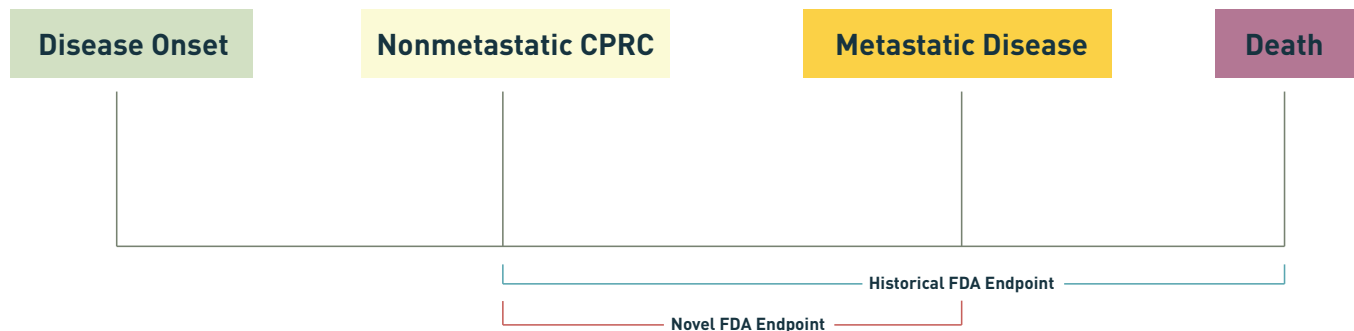 Disease Onset
Nonmetastatic CPRC
Metastatic Disease
Death
Historical FDA Endpoint
Novel FDA Endpoint